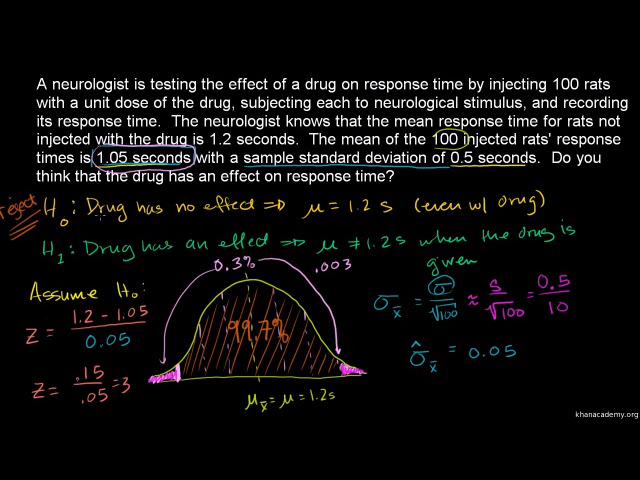 A neurologist is testing the effect of a drug on response time by injecting 100 rats
with a unit dose of the drug, subjecting each to neurological stimulus, and recording
its response time. The neurologist knows that the mean response time for rats not
injected with the drug is 1.2 seconds. The mean of the 100 injected rats' response
times is 1.05 seconds with a sample standard deviation of 0.5 seconds. Do you
think that the drug has an effect on response time?
reject H₀: Drug has no effect ⇒ μ = 1.2 s (even w/ drug)
H₁: Drug has an effect ⇒ μ ≠ 1.2 s when the drug is
given
0.3% .003
Assume H₀:
Z = (1.2 - 1.05) / 0.05
Z = .15 / .05 = 3
99.7%
μ_x̄ = μ = 1.2s
σ_x̄ = σ / √100 ≈ s / √100 = 0.5 / 10
σ̂_x̄ = 0.05
khanacademy.org